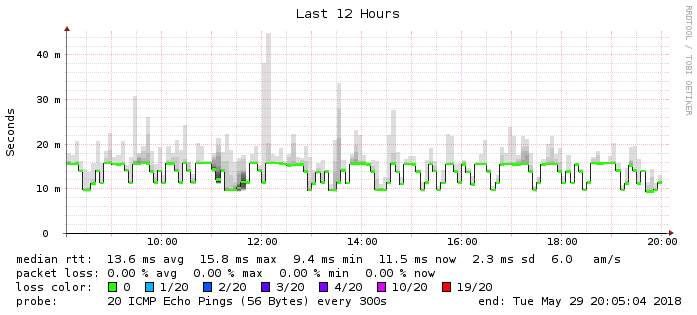 Last 12 Hours
RRDTOOL / TOBI OETIKER
Seconds
40 m
30 m
20 m
10 m
0
10:00 12:00 14:00 16:00 18:00 20:00
median rtt: 13.6 ms avg 15.8 ms max 9.4 ms min 11.5 ms now 2.3 ms sd 6.0 am/s
packet loss: 0.00 % avg 0.00 % max 0.00 % min 0.00 % now
loss color: 0 1/20 2/20 3/20 4/20 10/20 19/20
probe: 20 ICMP Echo Pings (56 Bytes) every 300s end: Tue May 29 20:05:04 2018